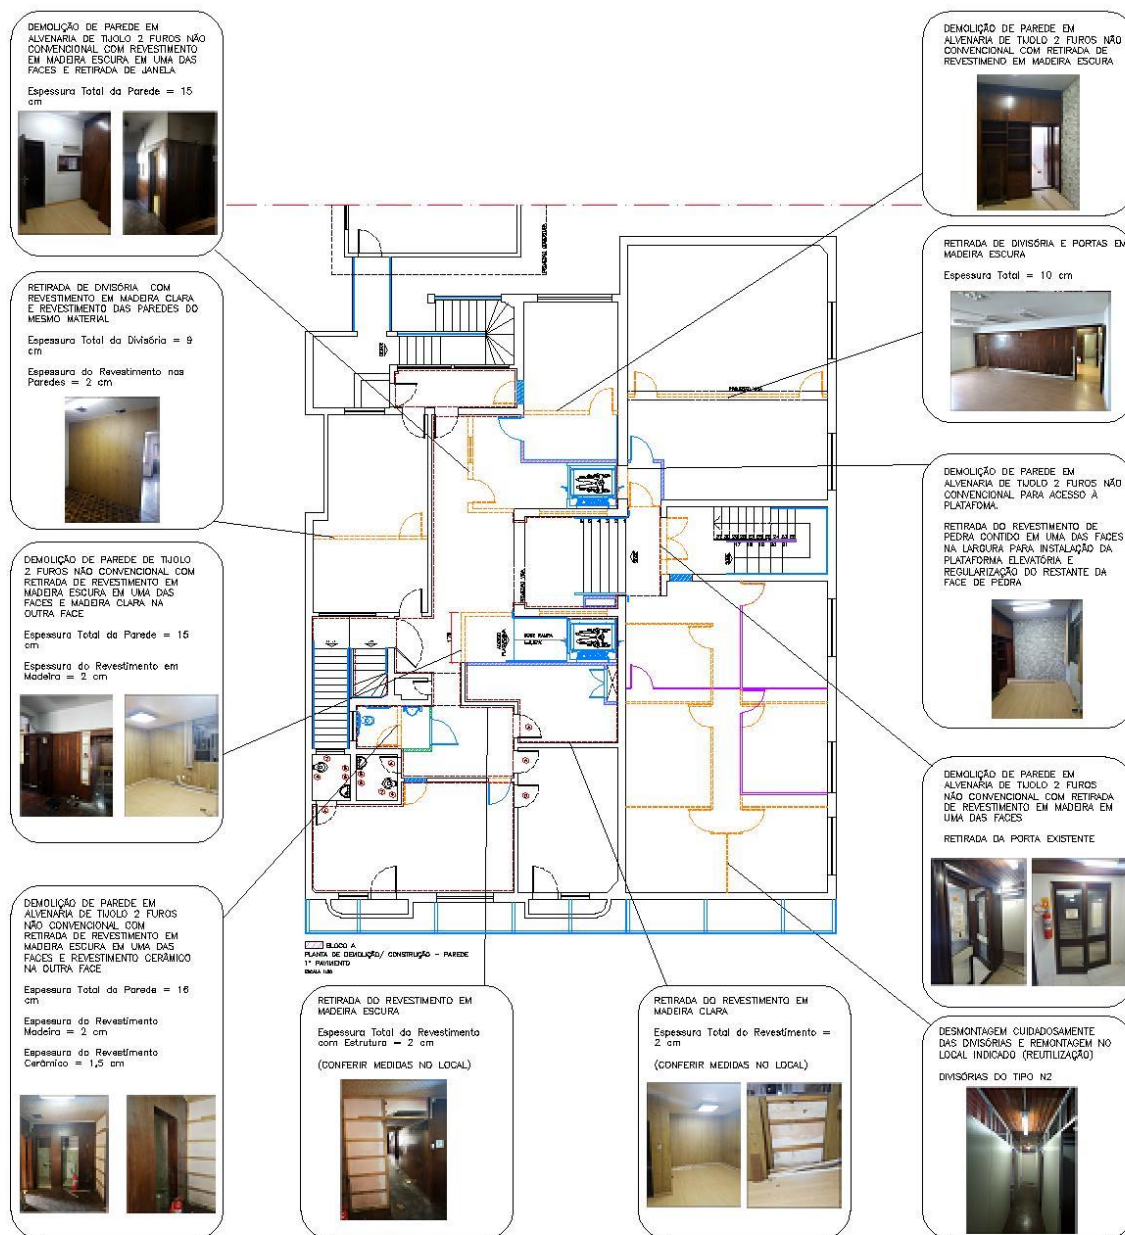 DEMOLIÇÃO DE PAREDE EM
ALVENARIA DE TIJOLO 2 FUROS NÃO
CONVENCIONAL COM REVESTIMENTO
EM MADEIRA ESCURA EM UMA DAS
FACES E RETIRADA DE JANELA
Espessura Total da Parede = 15
cm
RETIRADA DE DIVISÓRIA COM
REVESTIMENTO EM MADEIRA CLARA
E REVESTIMENTO DAS PAREDES DO
MESMO MATERIAL
Espessura Total da Divisória = 9
cm
Espessura do Revestimento nas
Paredes = 2 cm
DEMOLIÇÃO DE PAREDE DE TIJOLO
2 FUROS NÃO CONVENCIONAL COM
RETIRADA DE REVESTIMENTO EM
MADEIRA ESCURA EM UMA DAS
FACES E MADEIRA CLARA NA
OUTRA FACE
Espessura Total da Parede = 15
cm
Espessura do Revestimento em
Madeira = 2 cm
DEMOLIÇÃO DE PAREDE EM
ALVENARIA DE TIJOLO 2 FUROS
NÃO CONVENCIONAL COM
RETIRADA DE REVESTIMENTO EM
MADEIRA ESCURA EM UMA DAS
FACES E REVESTIMENTO CERÂMICO
NA OUTRA FACE
Espessura Total da Parede = 16
cm
Espessura do Revestimento
Madeira = 2 cm
Espessura do Revestimento
Cerâmico = 1,5 cm
BLOCO A
PLANTA DE DEMOLIÇÃO/ CONSTRUÇÃO - PAREDE
1° PAVIMENTO
RETIRADA DO REVESTIMENTO EM
MADEIRA ESCURA
Espessura Total do Revestimento
com Estrutura = 2 cm
(CONFERIR MEDIDAS NO LOCAL)
RETIRADA DO REVESTIMENTO EM
MADEIRA CLARA
Espessura Total do Revestimento =
2 cm
(CONFERIR MEDIDAS NO LOCAL)
DEMOLIÇÃO DE PAREDE EM
ALVENARIA DE TIJOLO 2 FUROS NÃO
CONVENCIONAL COM RETIRADA DE
REVESTIMENO EM MADEIRA ESCURA
RETIRADA DE DIVISÓRIA E PORTAS EM
MADEIRA ESCURA
Espessura Total = 10 cm
DEMOLIÇÃO DE PAREDE EM
ALVENARIA DE TIJOLO 2 FUROS NÃO
CONVENCIONAL PARA ACESSO À
PLATAFOMA.
RETIRADA DO REVESTIMENTO DE
PEDRA CONTIDO EM UMA DAS FACES
NA LARGURA PARA INSTALAÇÃO DA
PLATAFORMA ELEVATÓRIA E
REGULARIZAÇÃO DO RESTANTE DA
FACE DE PEDRA
DEMOLIÇÃO DE PAREDE EM
ALVENARIA DE TIJOLO 2 FUROS
NÃO CONVENCIONAL COM RETIRADA
DE REVESTIMENTO EM MADEIRA EM
UMA DAS FACES
RETIRADA DA PORTA EXISTENTE
DESMONTAGEM CUIDADOSAMENTE
DAS DIVISÓRIAS E REMONTAGEM NO
LOCAL INDICADO (REUTILIZAÇÃO)
DIVISÓRIAS DO TIPO N2